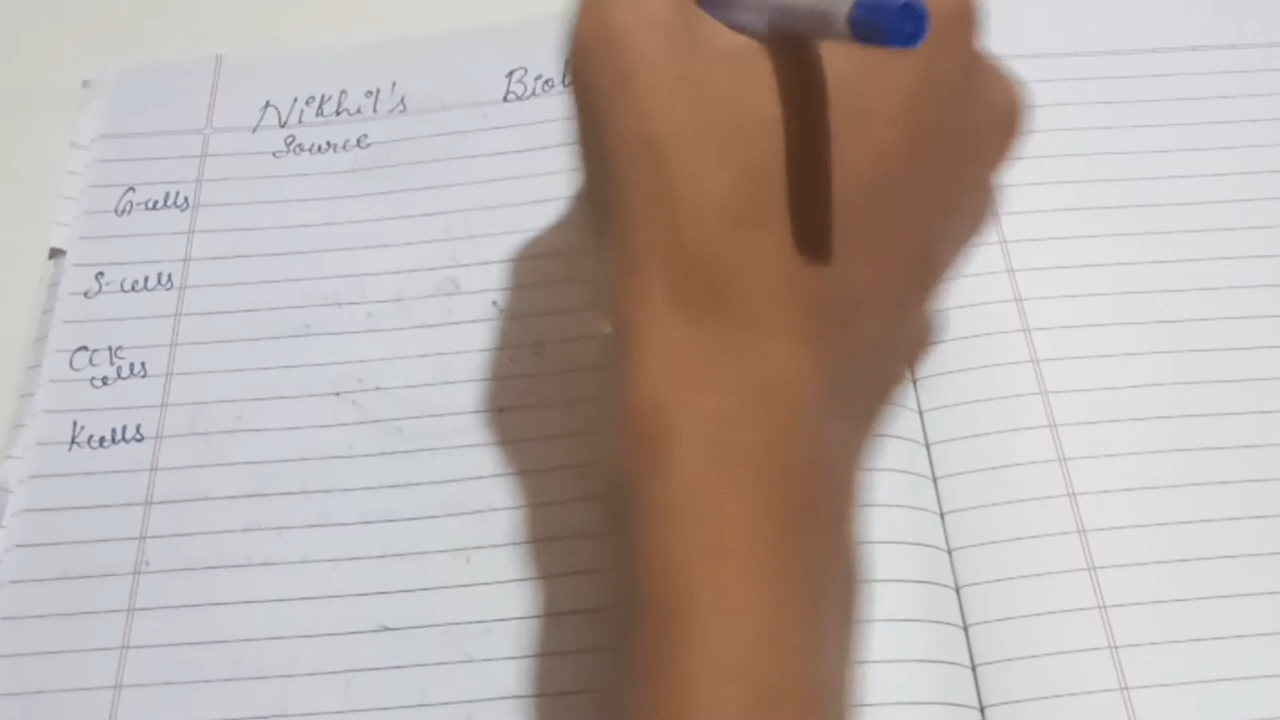 Nikhil's Biol
Source
G-cells
S-cells
CCK
cells
K cells